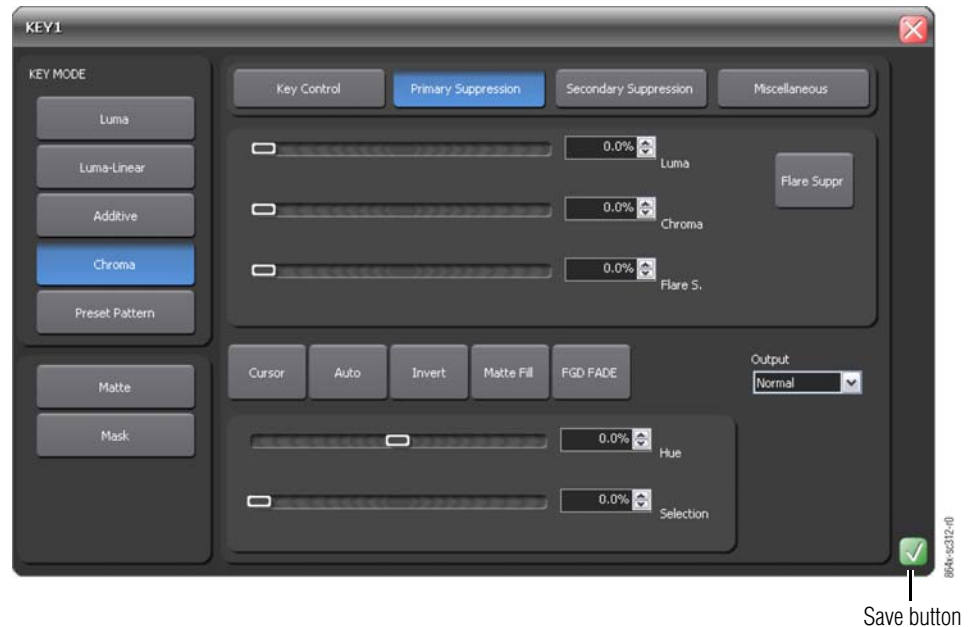 KEY1
KEY MODE
Luma
Luma-Linear
Additive
Chroma
Preset Pattern
Matte
Mask
Key Control
Primary Suppression
Secondary Suppression
Miscellaneous
0.0%
Luma
0.0%
Chroma
0.0%
Flare S.
Flare Suppr
Cursor
Auto
Invert
Matte Fill
FGD FADE
Output
Normal
0.0%
Hue
0.0%
Selection
864x-sc312-r0
Save button